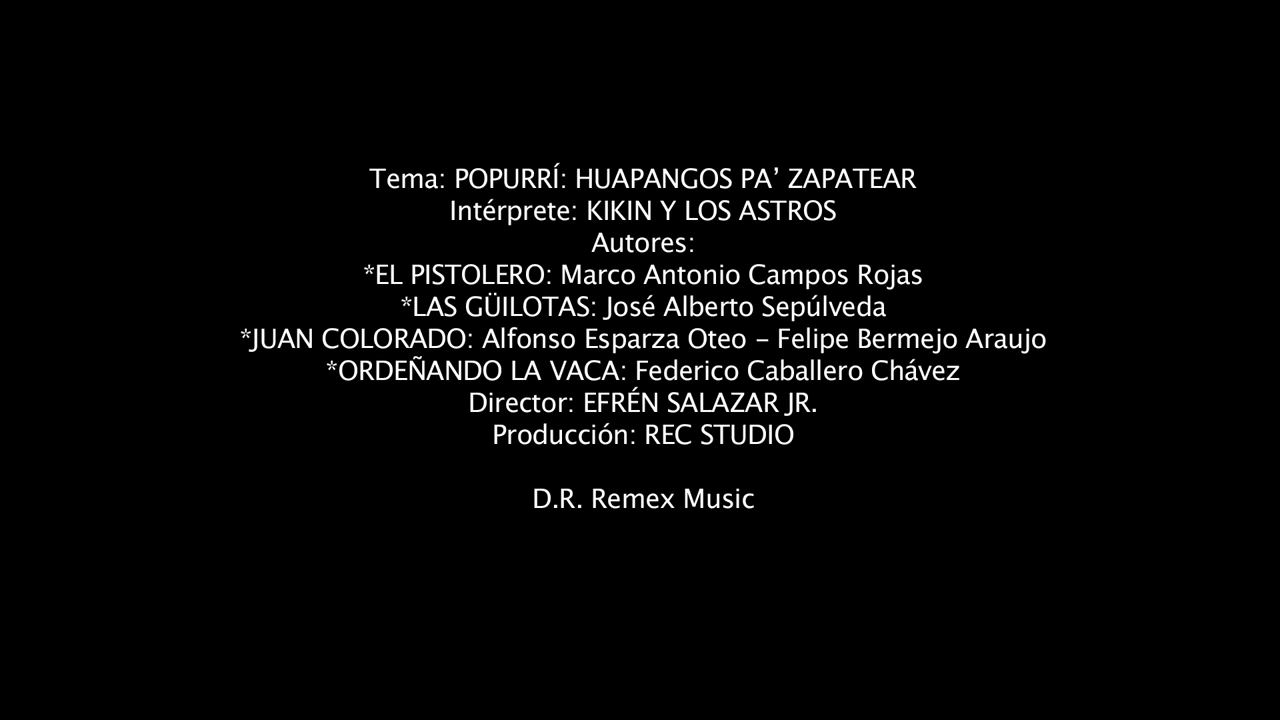 Tema: POPURRÍ: HUAPANGOS PA’ ZAPATEAR
Intérprete: KIKIN Y LOS ASTROS
Autores:
*EL PISTOLERO: Marco Antonio Campos Rojas
*LAS GÜILOTAS: José Alberto Sepúlveda
*JUAN COLORADO: Alfonso Esparza Oteo – Felipe Bermejo Araujo
*ORDEÑANDO LA VACA: Federico Caballero Chávez
Director: EFRÉN SALAZAR JR.
Producción: REC STUDIO
D.R. Remex Music